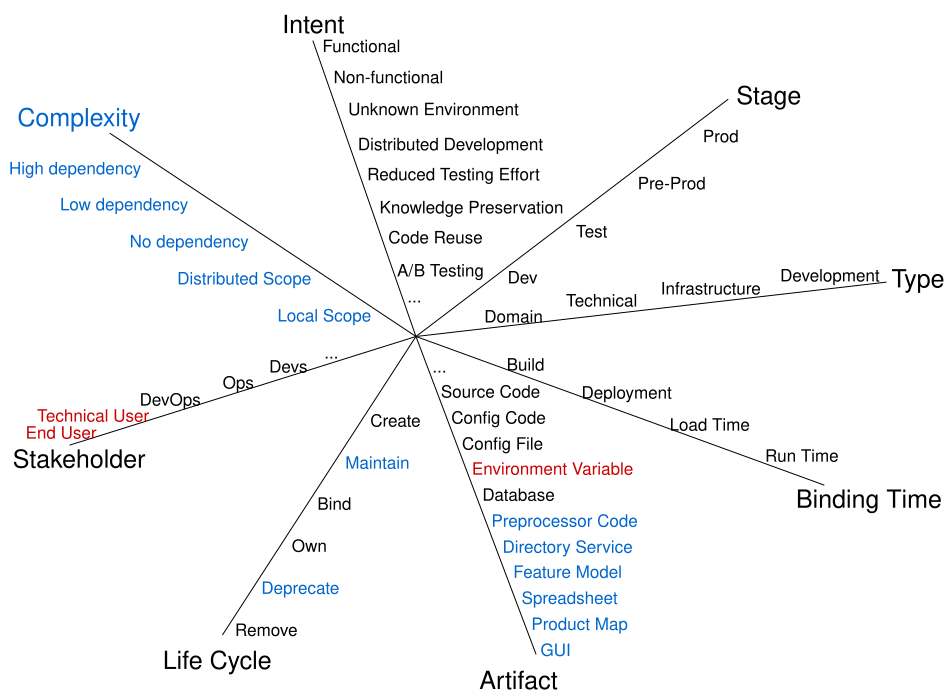 Intent
Functional
Non-functional
Unknown Environment
Distributed Development
Reduced Testing Effort
Knowledge Preservation
Code Reuse
A/B Testing
...
Stage
Prod
Pre-Prod
Test
Dev
Type
Development
Infrastructure
Technical
Domain
Complexity
High dependency
Low dependency
No dependency
Distributed Scope
Local Scope
...
Devs
Ops
DevOps
Technical User
End User
Stakeholder
Create
Maintain
Bind
Own
Deprecate
Remove
Life Cycle
...
Source Code
Config Code
Config File
Environment Variable
Database
Preprocessor Code
Directory Service
Feature Model
Spreadsheet
Product Map
GUI
Artifact
Build
Deployment
Load Time
Run Time
Binding Time